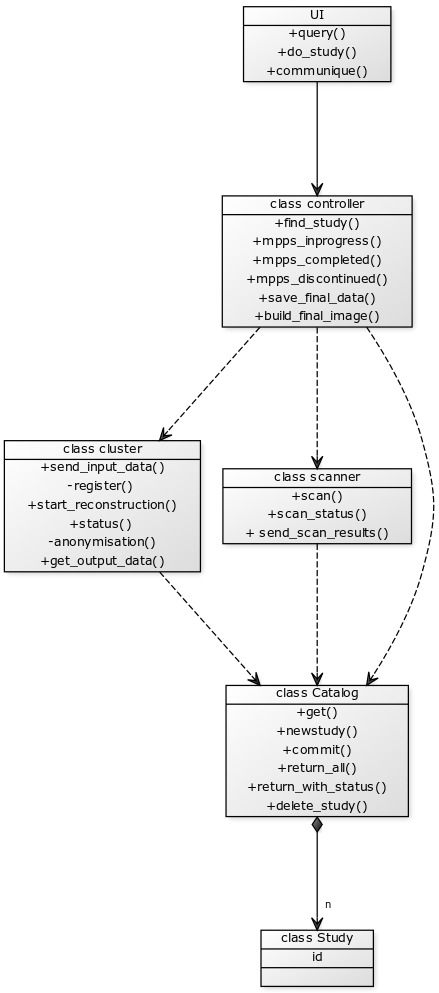 UI
+query()
+do_study()
+communique()
class controller
+find_study()
+mpps_inprogress()
+mpps_completed()
+mpps_discontinued()
+save_final_data()
+build_final_image()
class cluster
+send_input_data()
-register()
+start_reconstruction()
+status()
-anonymisation()
+get_output_data()
class scanner
+scan()
+scan_status()
+ send_scan_results()
class Catalog
+get()
+newstudy()
+commit()
+return_all()
+return_with_status()
+delete_study()
n
class Study
id